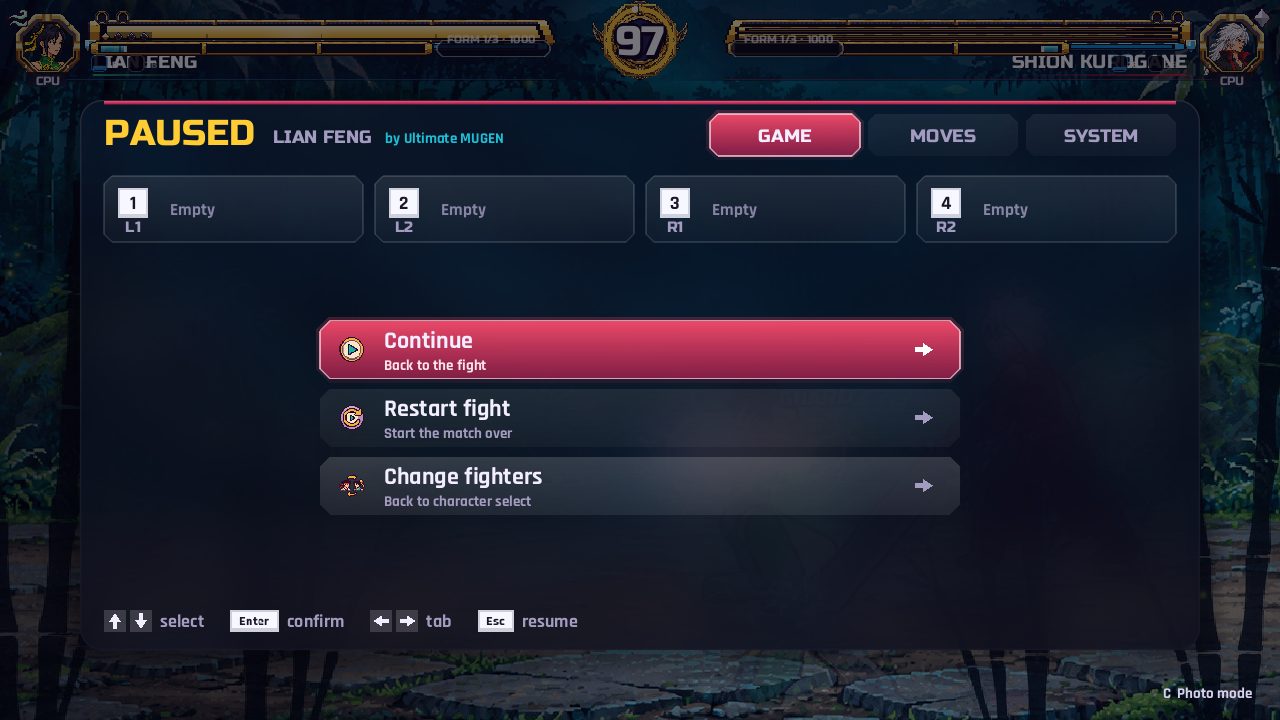 FORM 1/3 · 1000
97
FORM 1/3 · 1000
LIAN FENG
CPU
CPU
PAUSED
LIAN FENG
by Ultimate MUGEN
GAME
MOVES
SYSTEM
1
L1
Empty
2
L2
Empty
3
R1
Empty
4
R2
Empty
Continue
Back to the fight
Restart fight
Start the match over
Change fighters
Back to character select
select
Enter confirm
tab
Esc resume
C Photo mode